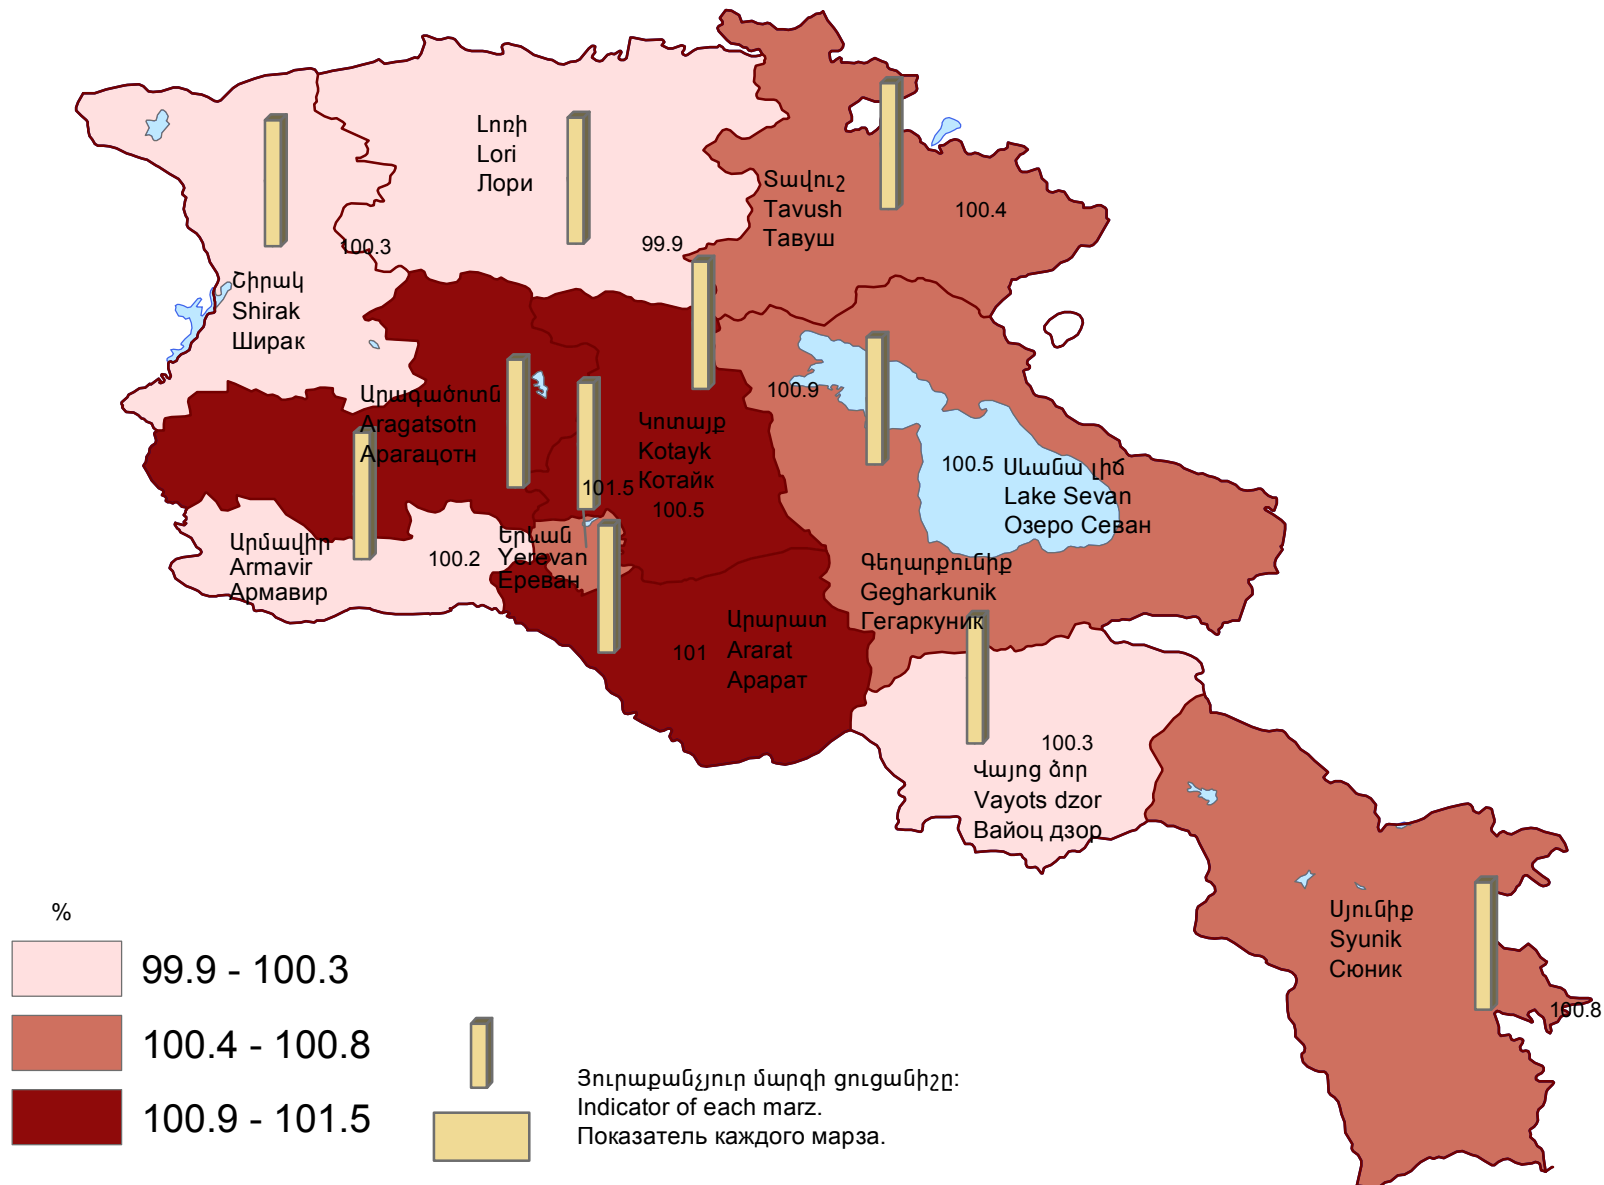 Լոռի
Lori
Лори
99.9
Տավուշ
Tavush
Тавуш
100.4
100.3
Շիրակ
Shirak
Ширак
Արագածոտն
Aragatsotn
Арагацотн
101.5
Կոտայք
Kotayk
Котайк
100.5
100.9
100.5
Սևանա լիճ
Lake Sevan
Озеро Севан
Արմավիր
Armavir
Армавир
100.2
Երևան
Yerevan
Ереван
Գեղարքունիք
Gegharkunik
Гегаркуник
101
Արարատ
Ararat
Арарат
100.3
Վայոց ձոր
Vayots dzor
Вайоц дзор
Սյունիք
Syunik
Сюник
100.8
%
99.9 - 100.3
100.4 - 100.8
100.9 - 101.5
Յուրաքանչյուր մարզի ցուցանիշը:
Indicator of each marz.
Показатель каждого марза.